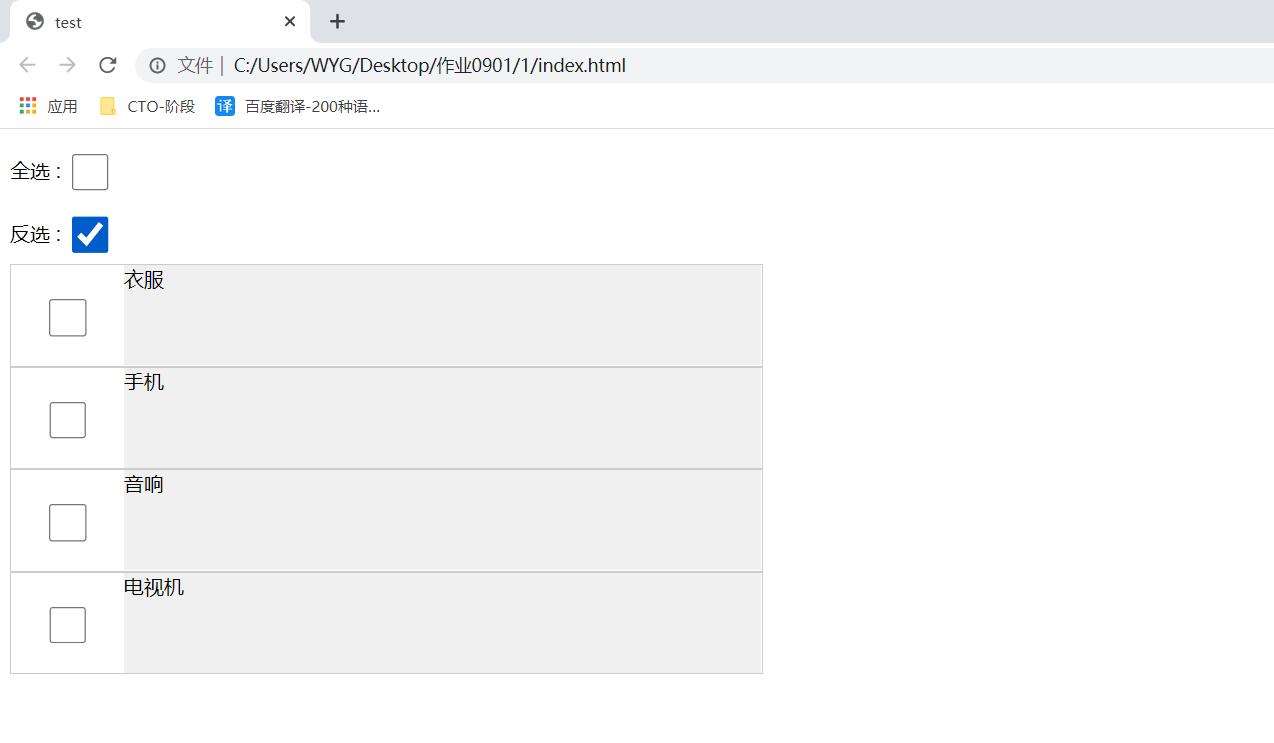 test
文件 | C:/Users/WYG/Desktop/作业0901/1/index.html
应用 CTO-阶段 译 百度翻译-200种语...
全选：
反选：
衣服
手机
音响
电视机